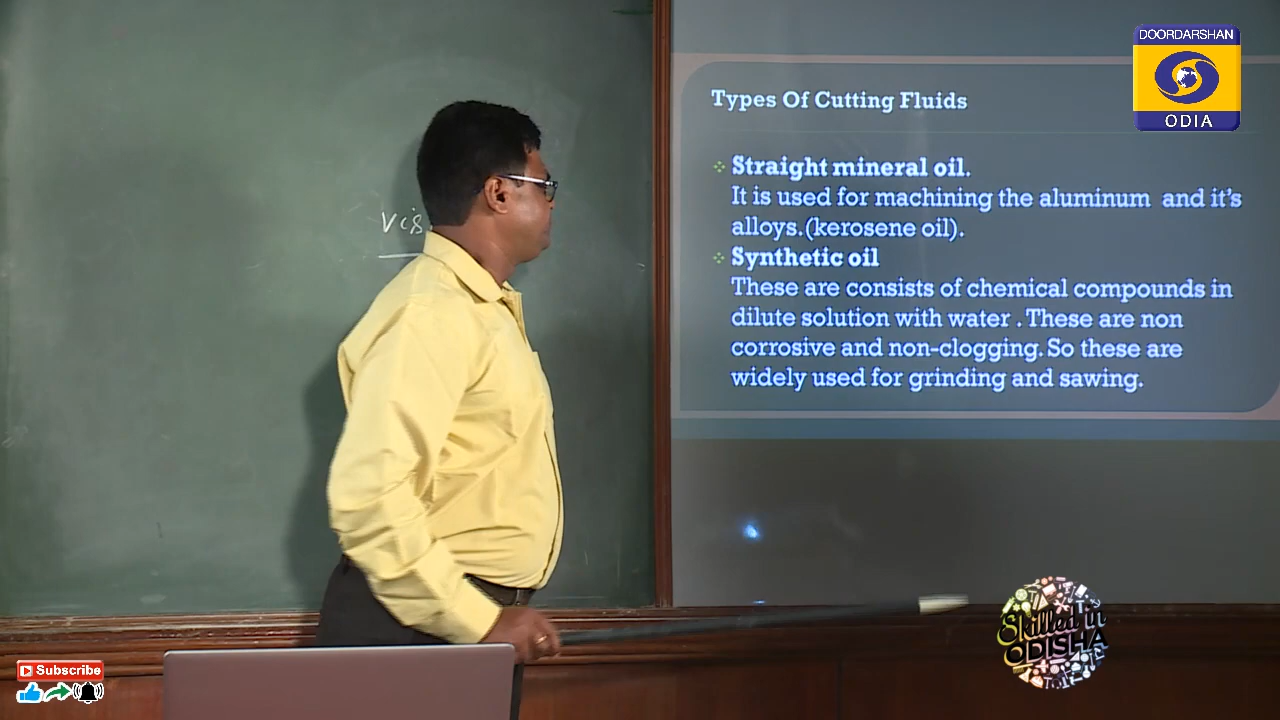 DOORDARSHAN
ODIA
Types Of Cutting Fluids
Straight mineral oil.
It is used for machining the aluminum and it's
alloys.(kerosene oil).
Synthetic oil
These are consists of chemical compounds in
dilute solution with water . These are non
corrosive and non-clogging. So these are
widely used for grinding and sawing.
Vis
Skilled in
ODISHA
Subscribe